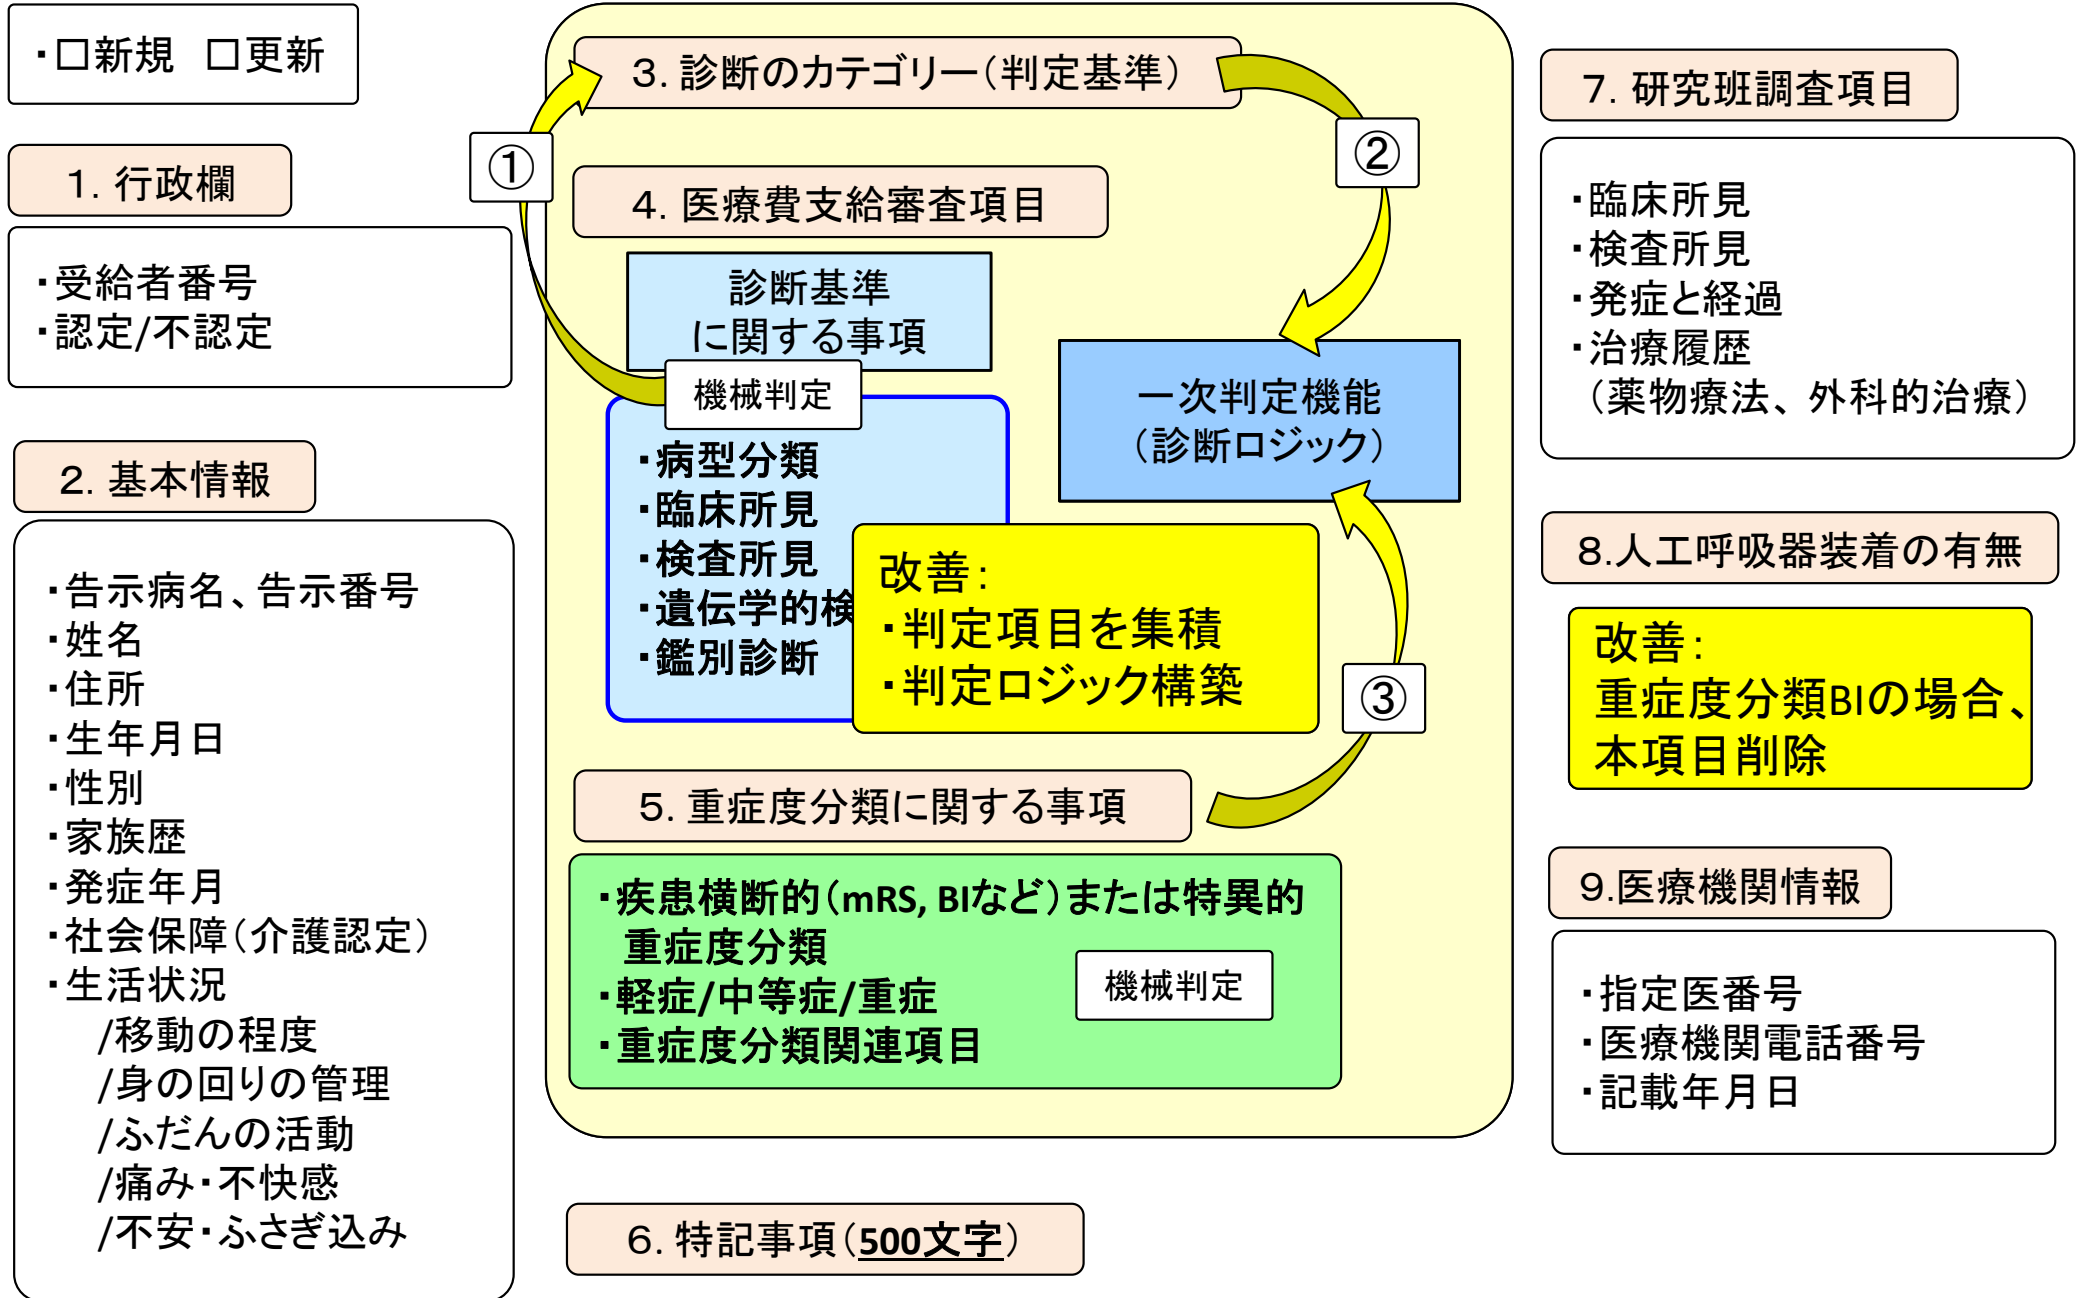 ・□新規 □更新
1. 行政欄
・受給者番号
・認定/不認定
2. 基本情報
・告示病名、告示番号
・姓名
・住所
・生年月日
・性別
・家族歴
・発症年月
・社会保障（介護認定）
・生活状況
/移動の程度
/身の回りの管理
/ふだんの活動
/痛み・不快感
/不安・ふさぎ込み
①
3. 診断のカテゴリー（判定基準）
②
4. 医療費支給審査項目
診断基準
に関する事項
機械判定
・病型分類
・臨床所見
・検査所見
・遺伝学的検
・鑑別診断
一次判定機能
（診断ロジック）
改善：
・判定項目を集積
・判定ロジック構築
③
5. 重症度分類に関する事項
・疾患横断的（mRS, BIなど）または特異的
重症度分類
・軽症/中等症/重症
・重症度分類関連項目
機械判定
6. 特記事項（500文字）
7. 研究班調査項目
・臨床所見
・検査所見
・発症と経過
・治療履歴
（薬物療法、外科的治療）
8.人工呼吸器装着の有無
改善：
重症度分類BIの場合、
本項目削除
9.医療機関情報
・指定医番号
・医療機関電話番号
・記載年月日